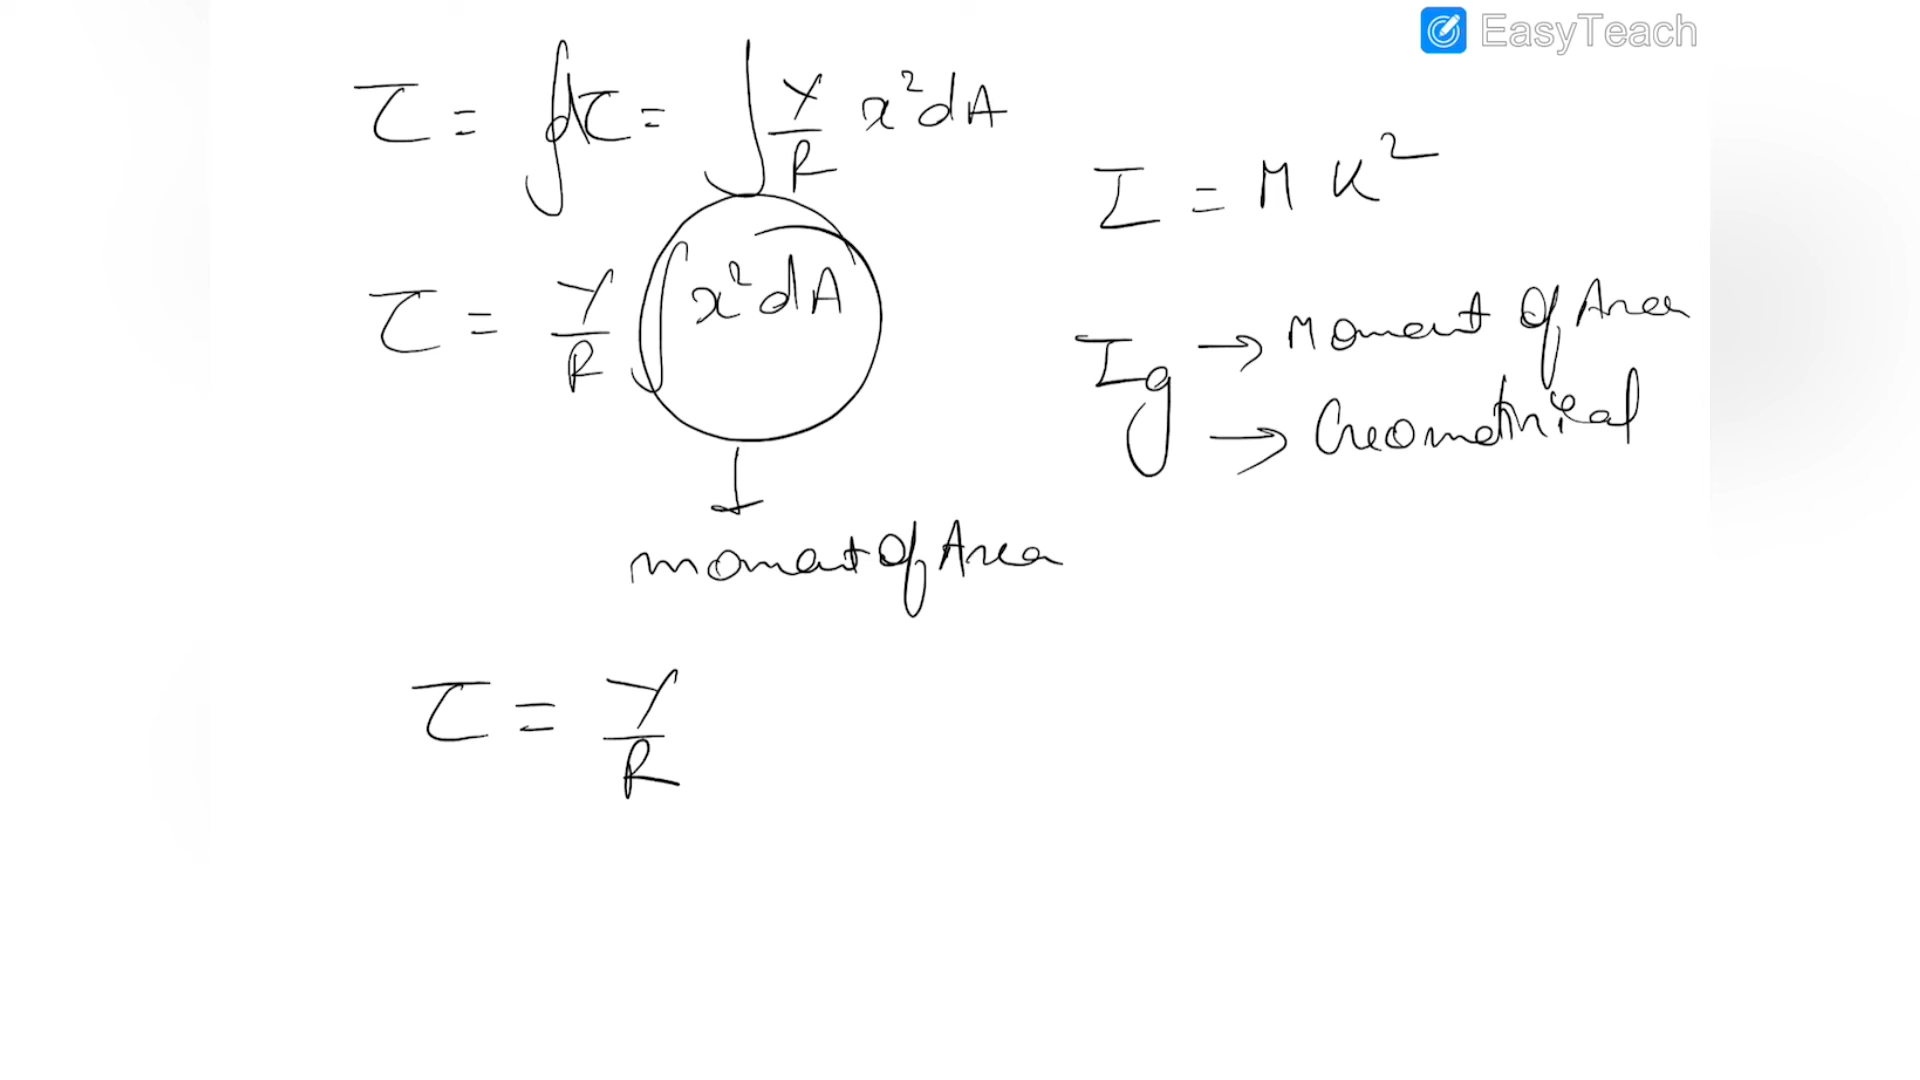 EasyTeach
τ = ∫dτ = ∫ Y/R x²dA
I = MK²
τ = Y/R ∫ x²dA
Ig → Moment Of Area
→ Geometrical
moment Of Area
τ = Y/R